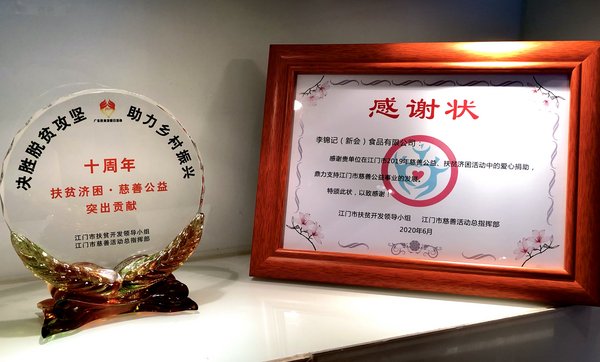 决胜脱贫攻坚 助力乡村振兴
十周年
扶贫济困·慈善公益
突出贡献
江门市扶贫开发领导小组
江门市慈善活动总指挥部
感谢状
李锦记（新会）食品有限公司：
感谢贵单位在江门市2019年慈善公益、扶贫济困活动中的爱心捐助，
鼎力支持江门市慈善公益事业的发展。
特颁此状，以致感谢！
江门市扶贫开发领导小组 江门市慈善活动总指挥部
2020年6月